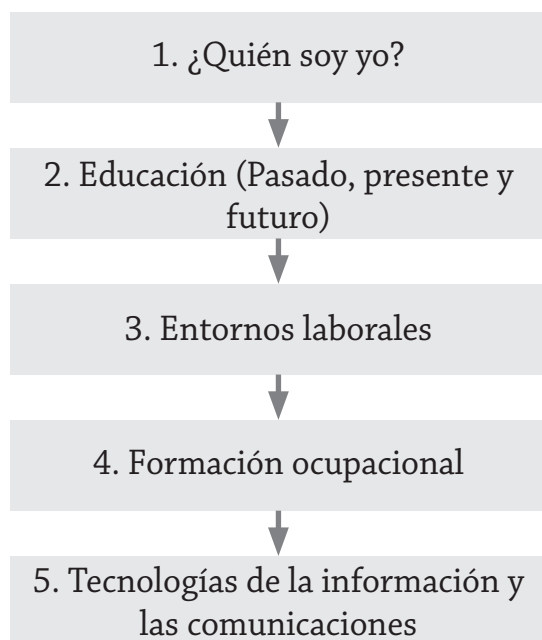 1. ¿Quién soy yo?
2. Educación (Pasado, presente y
futuro)
3. Entornos laborales
4. Formación ocupacional
5. Tecnologías de la información y
las comunicaciones